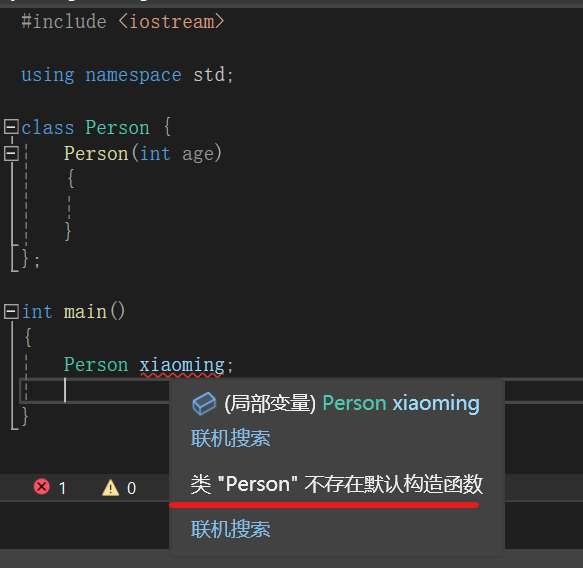 #include <iostream>
using namespace std;
class Person {
Person(int age)
{
}
};
int main()
{
Person xiaoming;
}
(局部变量) Person xiaoming
联机搜索
类 "Person" 不存在默认构造函数
联机搜索
1 0